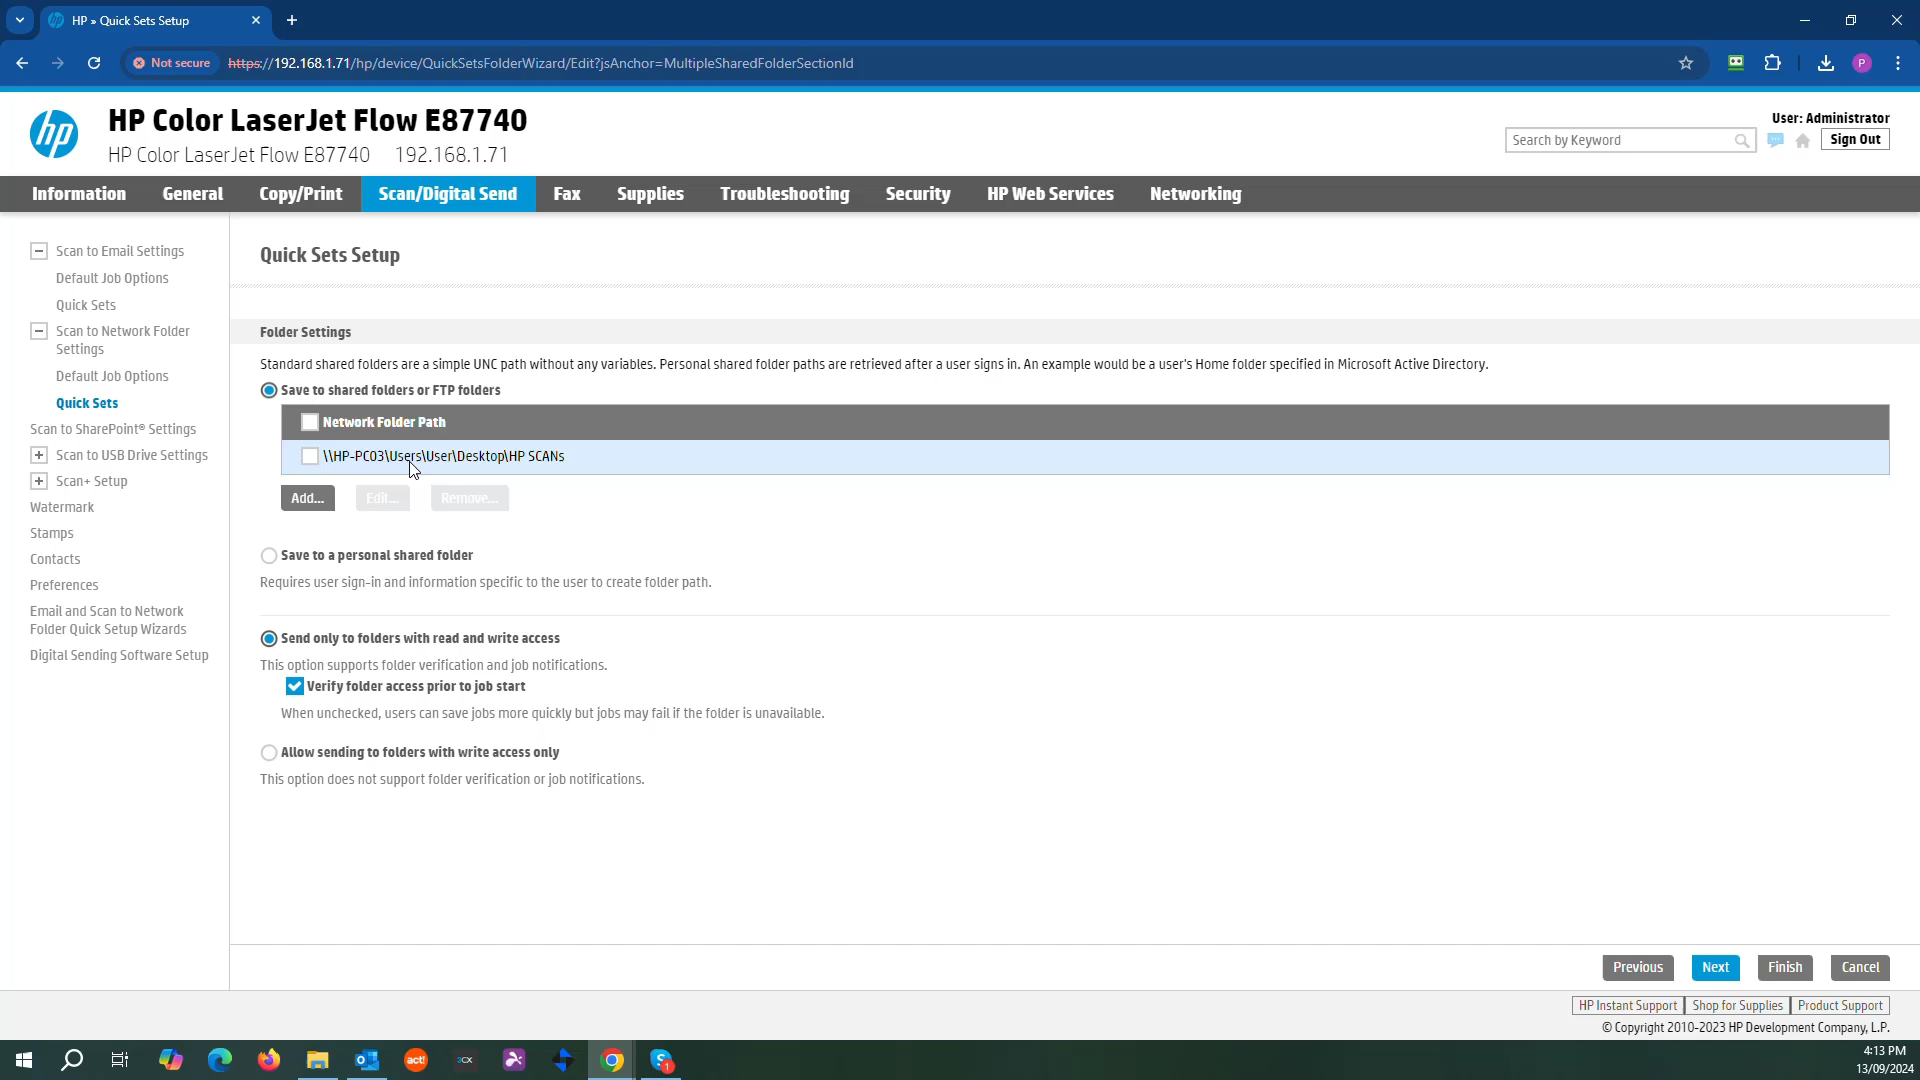 HP » Quick Sets Setup
Not secure
https://192.168.1.71/hp/device/QuickSetsFolderWizard/Edit?jsAnchor=MultipleSharedFolderSectionId
P
hp
HP Color LaserJet Flow E87740
HP Color LaserJet Flow E87740 192.168.1.71
User: Administrator
Search by Keyword
Sign Out
Information General Copy/Print Scan/Digital Send Fax Supplies Troubleshooting Security HP Web Services Networking
Scan to Email Settings
Default Job Options
Quick Sets
Scan to Network Folder
Settings
Default Job Options
Quick Sets
Scan to SharePoint® Settings
Scan to USB Drive Settings
Scan+ Setup
Watermark
Stamps
Contacts
Preferences
Email and Scan to Network
Folder Quick Setup Wizards
Digital Sending Software Setup
Quick Sets Setup
Folder Settings
Standard shared folders are a simple UNC path without any variables. Personal shared folder paths are retrieved after a user signs in. An example would be a user's Home folder specified in Microsoft Active Directory.
Save to shared folders or FTP folders
Network Folder Path
\\HP-PC03\Users\User\Desktop\HP SCANs
Add... Edit... Remove...
Save to a personal shared folder
Requires user sign-in and information specific to the user to create folder path.
Send only to folders with read and write access
This option supports folder verification and job notifications.
Verify folder access prior to job start
When unchecked, users can save jobs more quickly but jobs may fail if the folder is unavailable.
Allow sending to folders with write access only
This option does not support folder verification or job notifications.
Previous Next Finish Cancel
HP Instant Support Shop for Supplies Product Support
© Copyright 2010-2023 HP Development Company, L.P.
act!
3CX
1
4:13 PM
13/09/2024